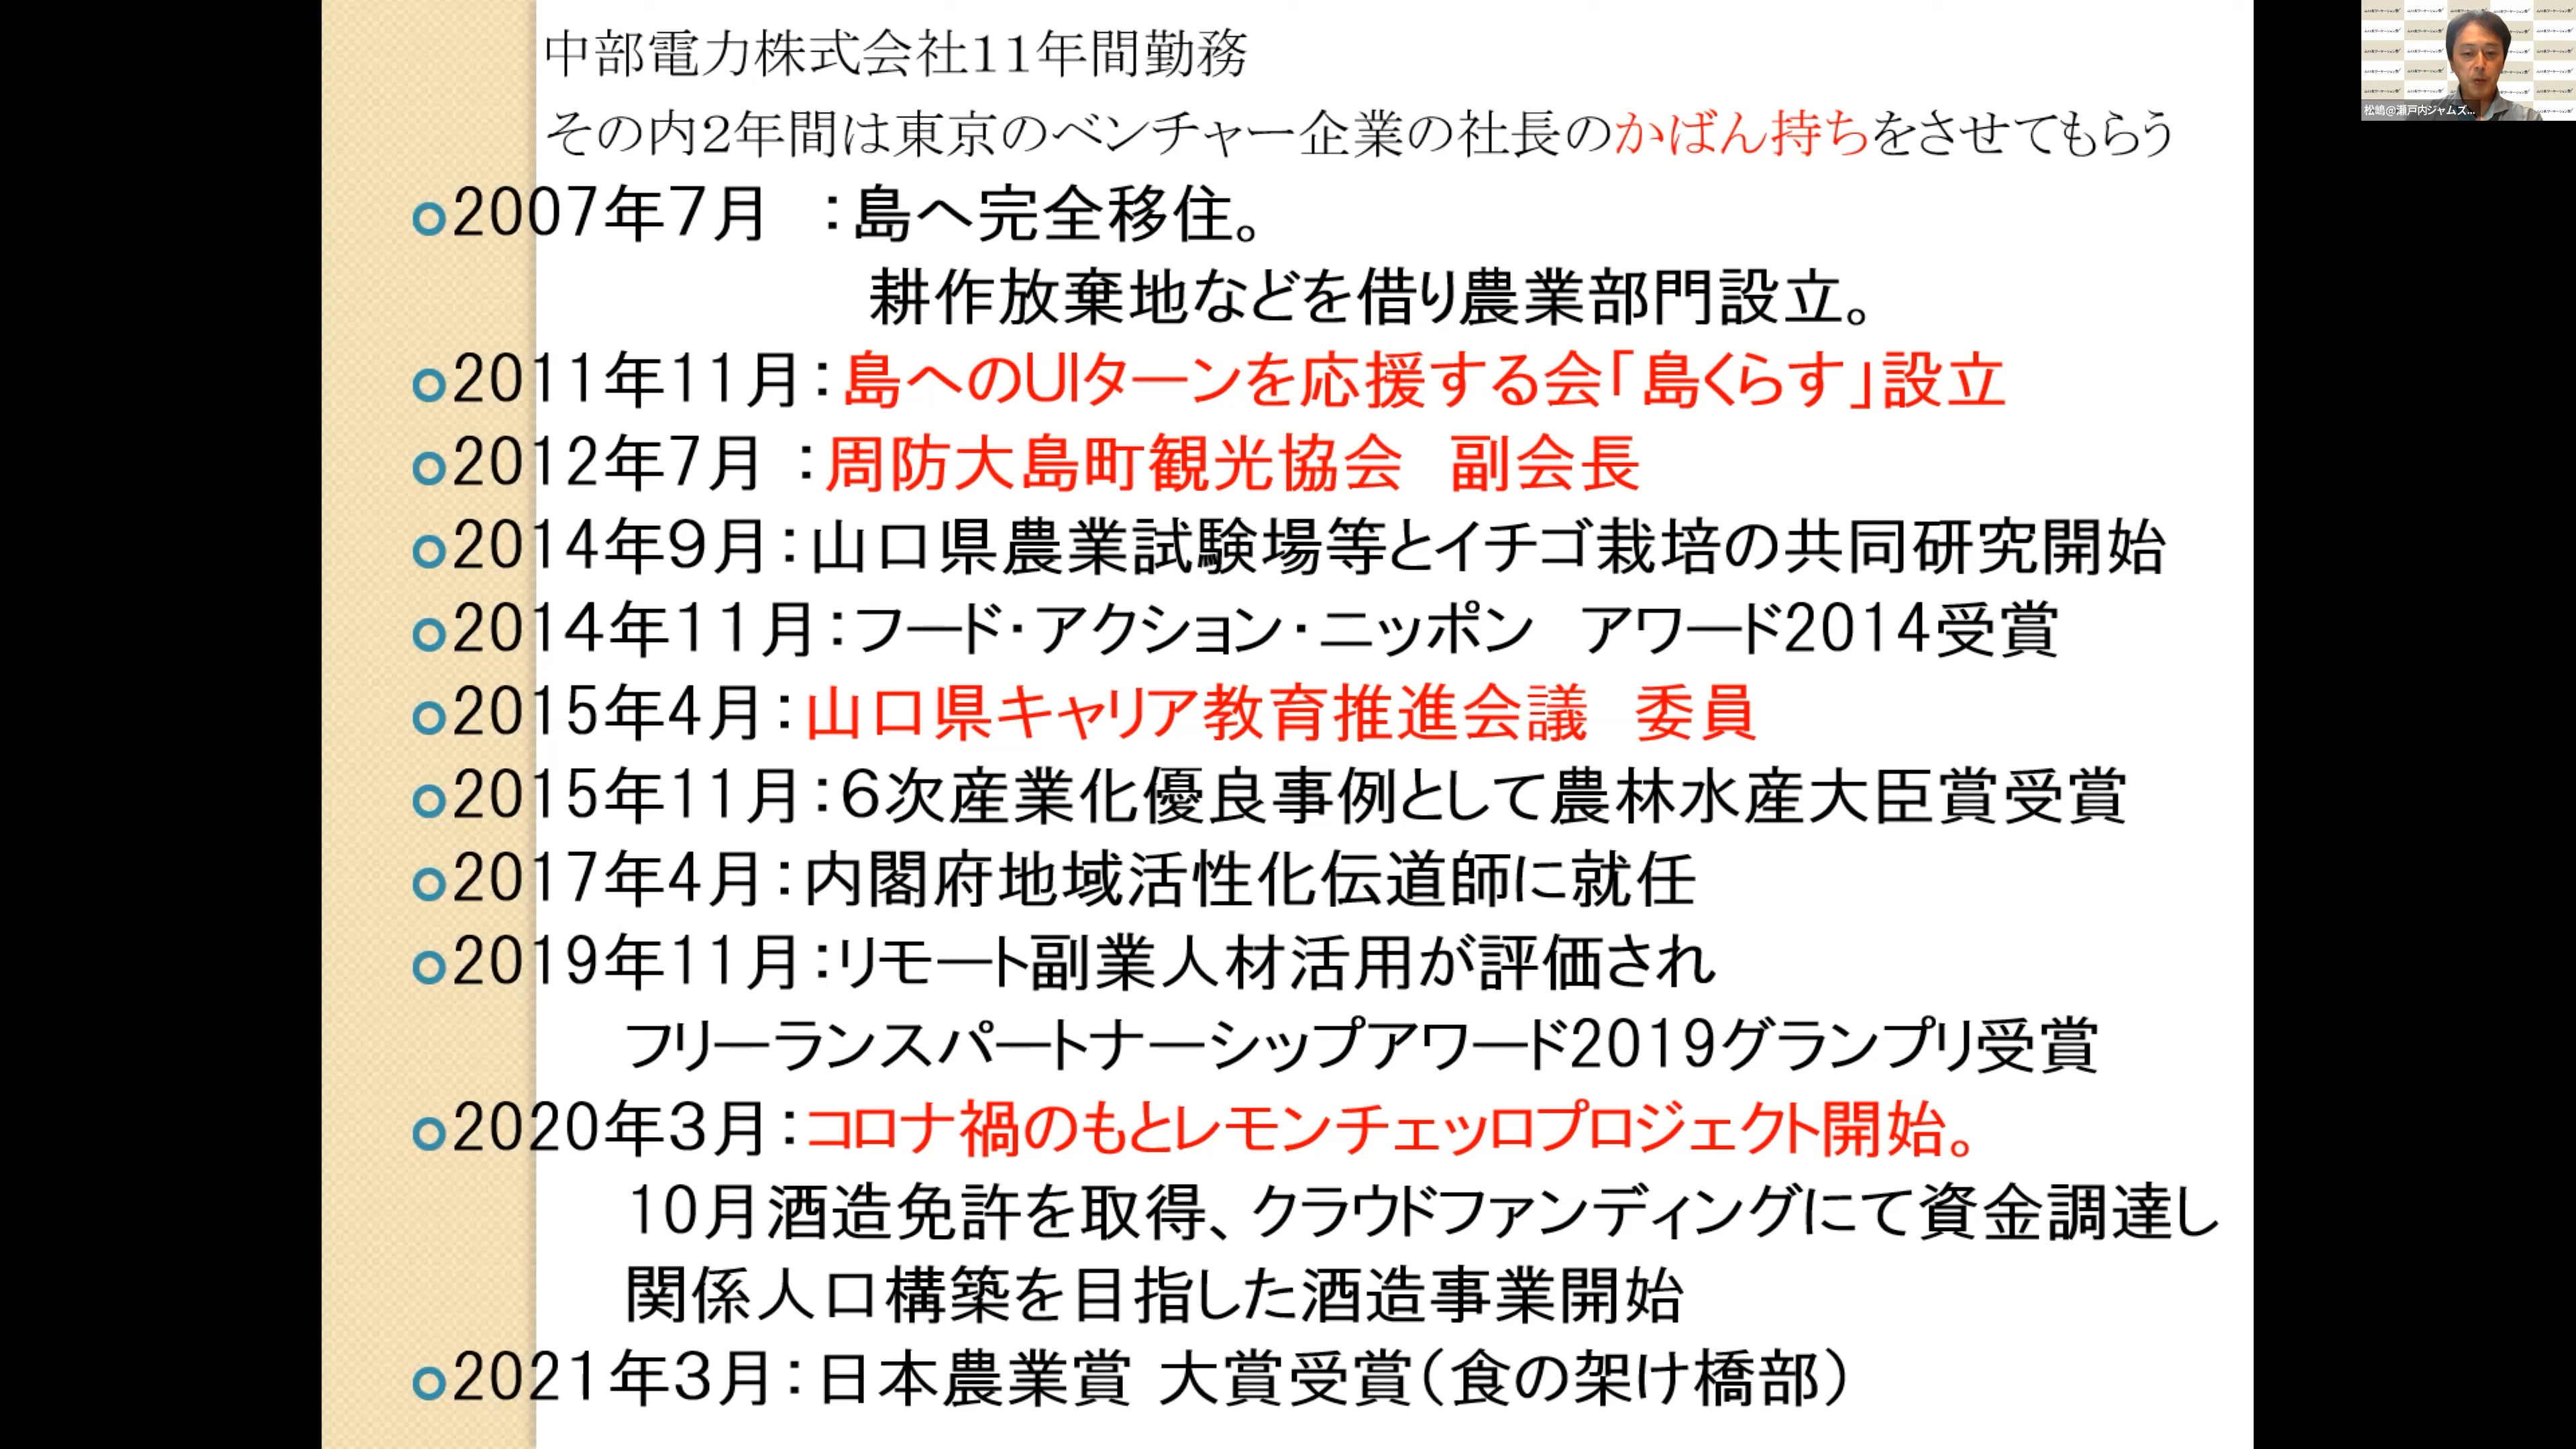 中部電力株式会社11年間勤務
その内2年間は東京のベンチャー企業の社長のかばん持ちをさせてもらう
2007年7月　：島へ完全移住。
耕作放棄地などを借り農業部門設立。
2011年11月：島へのUIターンを応援する会「島くらす」設立
2012年7月：周防大島町観光協会　副会長
2014年9月：山口県農業試験場等とイチゴ栽培の共同研究開始
2014年11月：フード・アクション・ニッポン　アワード2014受賞
2015年4月：山口県キャリア教育推進会議　委員
2015年11月：6次産業化優良事例として農林水産大臣賞受賞
2017年4月：内閣府地域活性化伝道師に就任
2019年11月：リモート副業人材活用が評価され
フリーランスパートナーシップアワード2019グランプリ受賞
2020年3月：コロナ禍のもとレモンチェッロプロジェクト開始。
10月酒造免許を取得、クラウドファンディングにて資金調達し
関係人口構築を目指した酒造事業開始
2021年3月：日本農業賞 大賞受賞（食の架け橋部）
松嶋@瀬戸内ジャムズ...